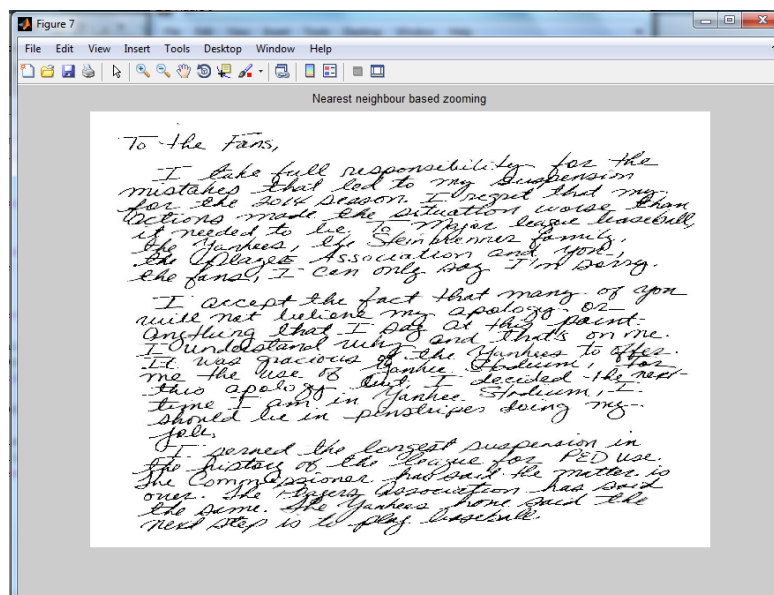 Figure 7
File Edit View Insert Tools Desktop Window Help
Nearest neighbour based zooming
To the Fans,
I take full responsibility for the
mistakes that led to my suspension
for the 2014 season. I regret that my
actions made the situation worse than
it needed to be. To Major League Baseball,
the Yankees, the Steinbrenner family,
the Players Association and you,
the fans, I can only say I'm sorry.
I accept the fact that many of you
will not believe my apology or
anything that I say at this point.
I understand why and that's on me.
It was gracious of the Yankees to offer
me the use of Yankee Stadium, for
this apology but, I decided the next
time I am in Yankee Stadium, I
should be in pinstripes doing my
job.
I served the longest suspension in
the history of the league for PED use.
The Commissioner has said the matter is
over. The Players Association has said
the same. The Yankees have said the
next step is to play baseball.